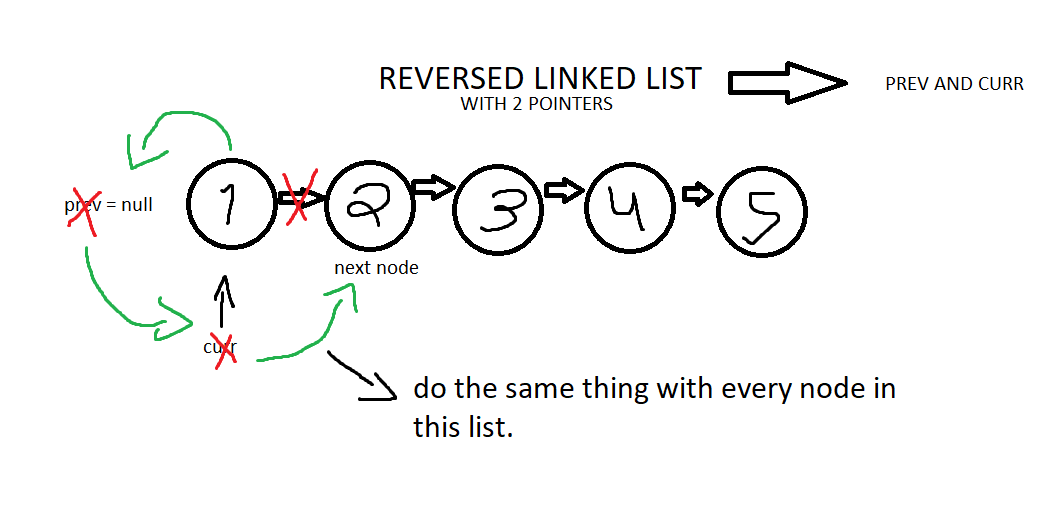 REVERSED LINKED LIST
WITH 2 POINTERS
PREV AND CURR
prev = null
1
2
3
4
5
next node
curr
do the same thing with every node in
this list.